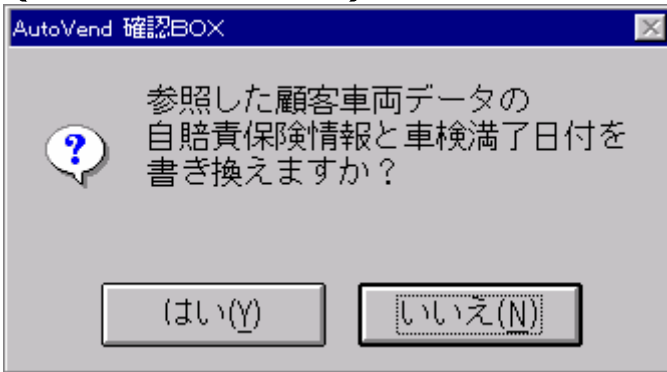 AutoVend 確認BOX
参照した顧客車両データの
自賠責保険情報と車検満了日付を
書き換えますか？
はい(Y)
いいえ(N)